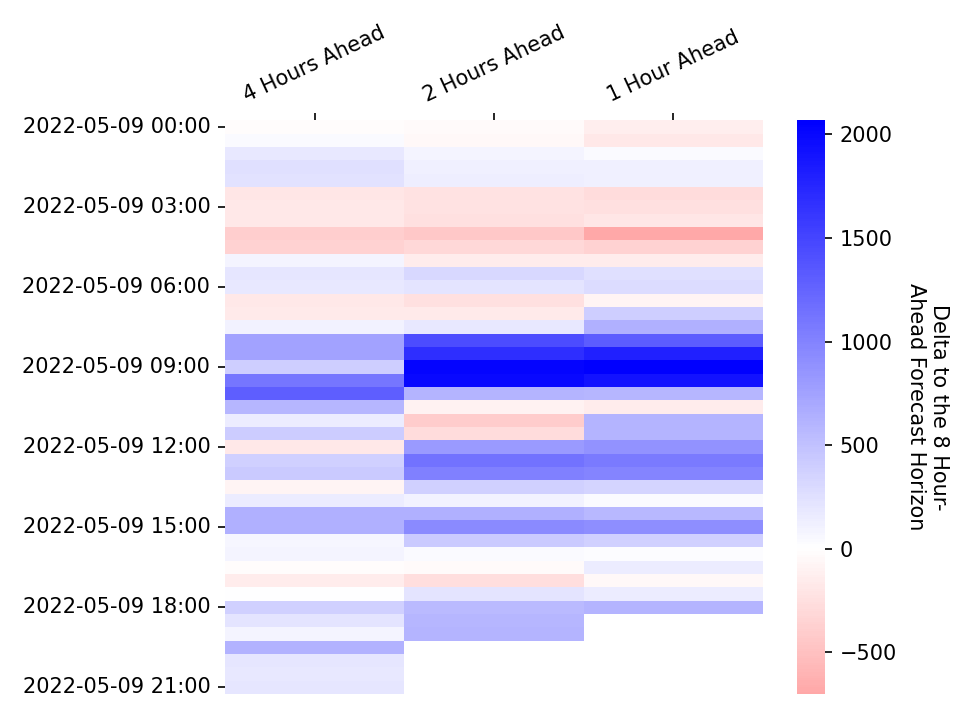 4 Hours Ahead
2 Hours Ahead
1 Hour Ahead
2022-05-09 00:00
2022-05-09 03:00
2022-05-09 06:00
2022-05-09 09:00
2022-05-09 12:00
2022-05-09 15:00
2022-05-09 18:00
2022-05-09 21:00
2000
1500
1000
500
0
−500
Delta to the 8 Hour-
Ahead Forecast Horizon